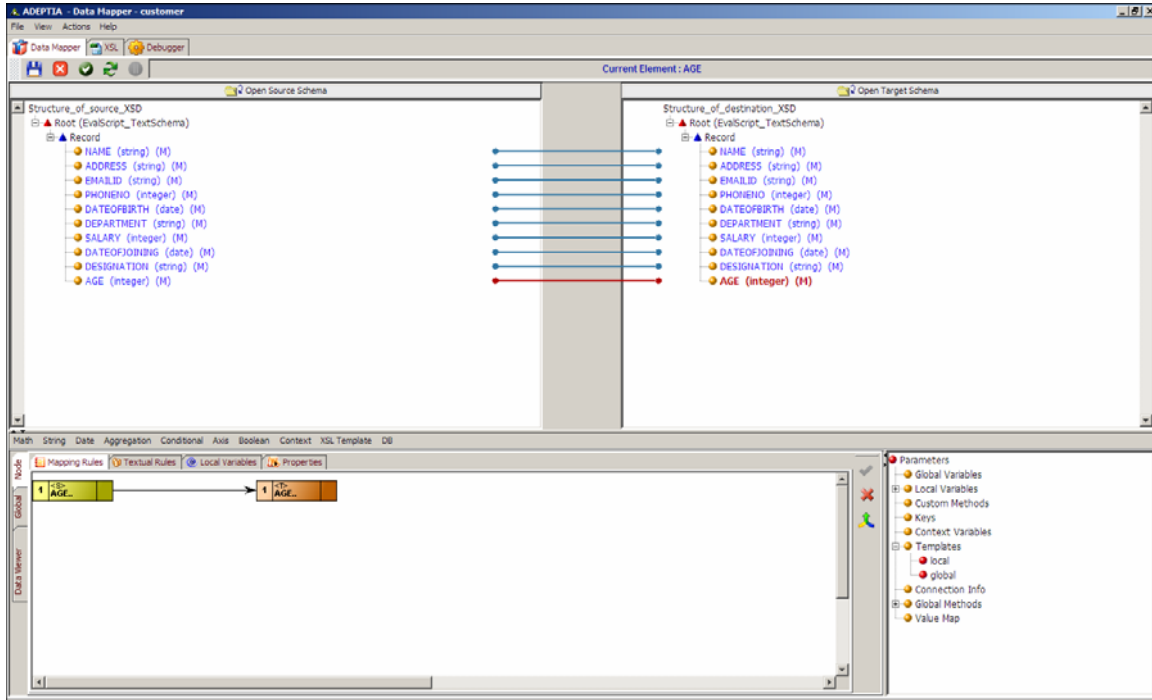 ADEPTIA - Data Mapper - customer
File View Actions Help
Data Mapper XSL Debugger
Current Element : AGE
Open Source Schema
Open Target Schema
Structure_of_source_XSD
Root (EvalScript_TextSchema)
Record
NAME (string) (M)
ADDRESS (string) (M)
EMAILID (string) (M)
PHONENO (integer) (M)
DATEOFBIRTH (date) (M)
DEPARTMENT (string) (M)
SALARY (integer) (M)
DATEOFJOINING (date) (M)
DESIGNATION (string) (M)
AGE (integer) (M)
Structure_of_destination_XSD
Root (EvalScript_TextSchema)
Record
NAME (string) (M)
ADDRESS (string) (M)
EMAILID (string) (M)
PHONENO (integer) (M)
DATEOFBIRTH (date) (M)
DEPARTMENT (string) (M)
SALARY (integer) (M)
DATEOFJOINING (date) (M)
DESIGNATION (string) (M)
AGE (integer) (M)
Math String Date Aggregation Conditional Axis Boolean Context XSL Template DB
Node
Global
Data Viewer
Mapping Rules Textual Rules Local Variables Properties
1 <S> AGE..
1 <T> AGE..
Parameters
Global Variables
Local Variables
Custom Methods
Keys
Context Variables
Templates
local
global
Connection Info
Global Methods
Value Map